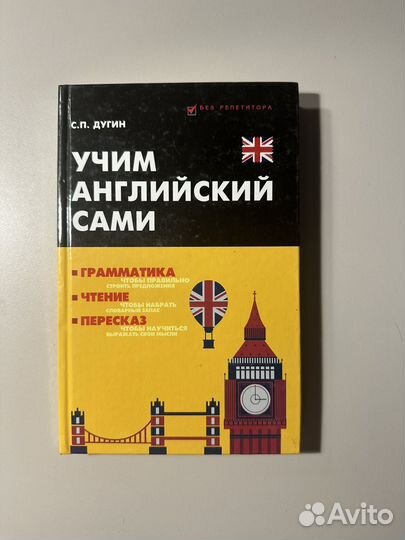 БЕЗ РЕПЕТИТОРА
С.П. ДУГИН
УЧИМ
АНГЛИЙСКИЙ
САМИ
ГРАММАТИКА
ЧТОБЫ ПРАВИЛЬНО
СТРОИТЬ ПРЕДЛОЖЕНИЯ
ЧТЕНИЕ
ЧТОБЫ НАБРАТЬ
СЛОВАРНЫЙ ЗАПАС
ПЕРЕСКАЗ
ЧТОБЫ НАУЧИТЬСЯ
ВЫРАЖАТЬ СВОИ МЫСЛИ
Avito